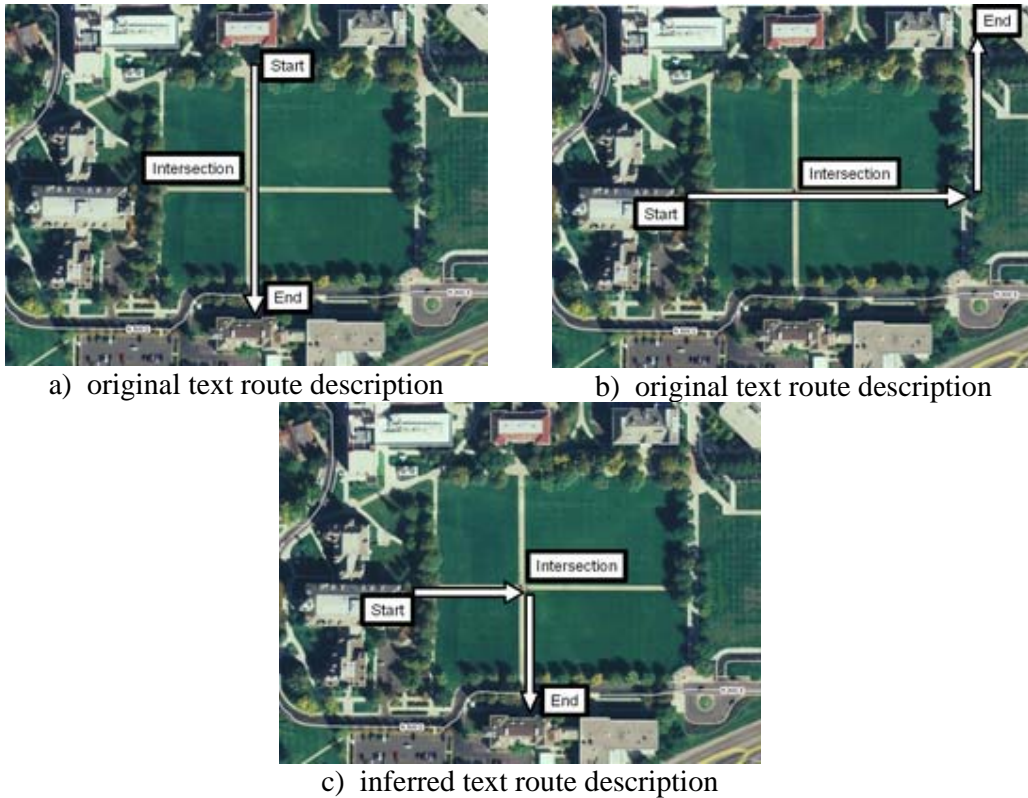 Start
Intersection
End
a) original text route description
End
Intersection
Start
b) original text route description
Intersection
Start
End
c) inferred text route description